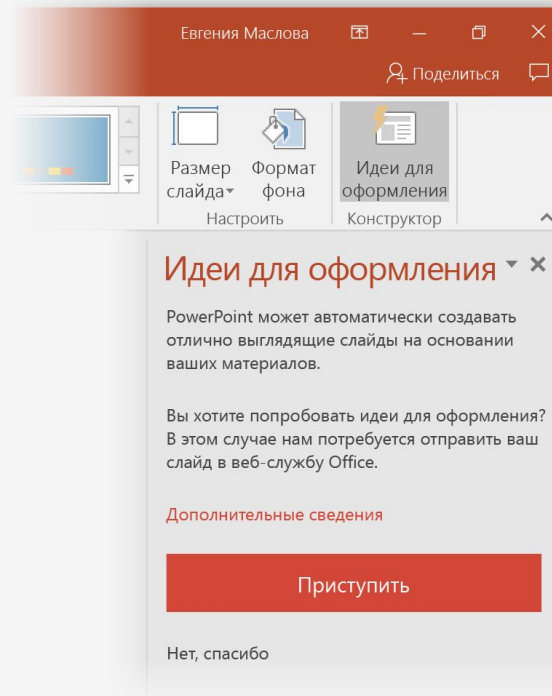 Евгения Маслова
Поделиться
Размер слайда
Формат фона
Идеи для оформления
Настроить
Конструктор
Идеи для оформления
PowerPoint может автоматически создавать
отлично выглядящие слайды на основании
ваших материалов.
Вы хотите попробовать идеи для оформления?
В этом случае нам потребуется отправить ваш
слайд в веб-службу Office.
Дополнительные сведения
Приступить
Нет, спасибо